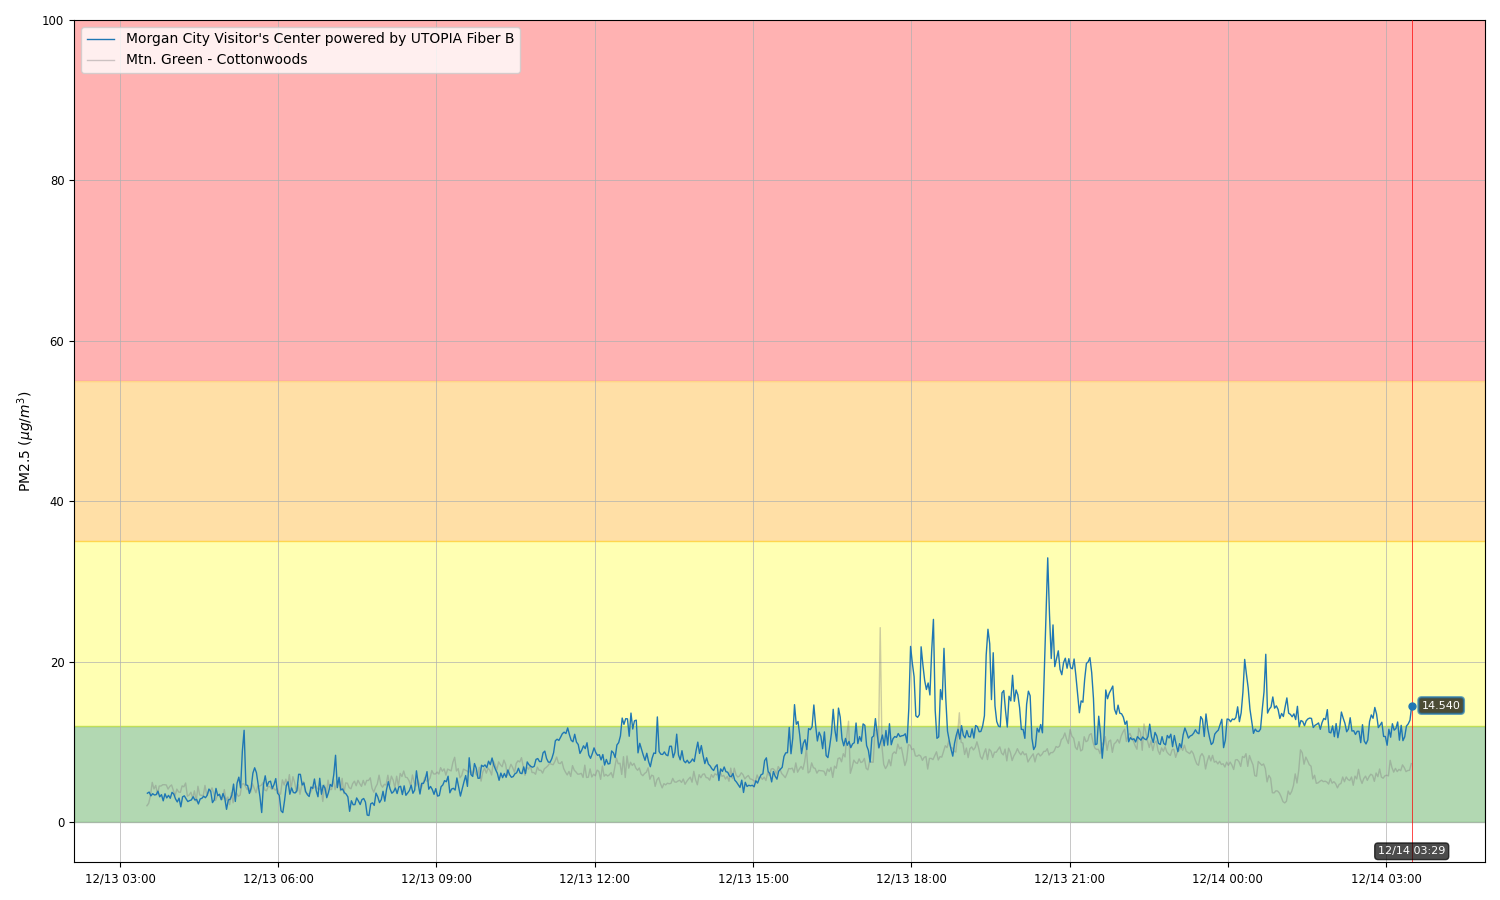 100
80
60
40
20
0
PM2.5 (μg/m³)
Morgan City Visitor's Center powered by UTOPIA Fiber B
Mtn. Green - Cottonwoods
14.540
12/14 03:29
12/13 03:00 12/13 06:00 12/13 09:00 12/13 12:00 12/13 15:00 12/13 18:00 12/13 21:00 12/14 00:00 12/14 03:00